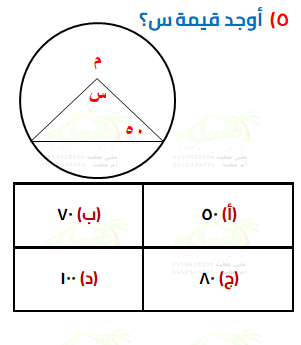 ٥) أوجد قيمة س؟
م
س
٥٠
(أ) ٥٠
(ب) ٧٠
(ج) ٨٠
(د) ١٠٠